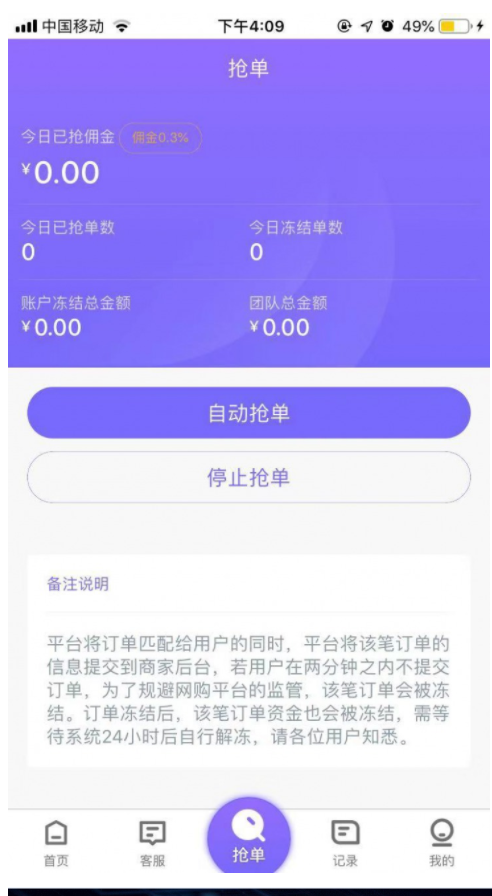 中国移动 下午4:09 49%
抢单
今日已抢佣金 佣金0.3%
¥0.00
今日已抢单数 今日冻结单数
0 0
账户冻结总金额 团队总金额
¥0.00 ¥0.00
自动抢单
停止抢单
备注说明
平台将订单匹配给用户的同时，平台将该笔订单的
信息提交到商家后台，若用户在两分钟之内不提交
订单，为了规避网购平台的监管，该笔订单会被冻
结。订单冻结后，该笔订单资金也会被冻结，需等
待系统24小时后自行解冻，请各位用户知悉。
首页 客服 抢单 记录 我的